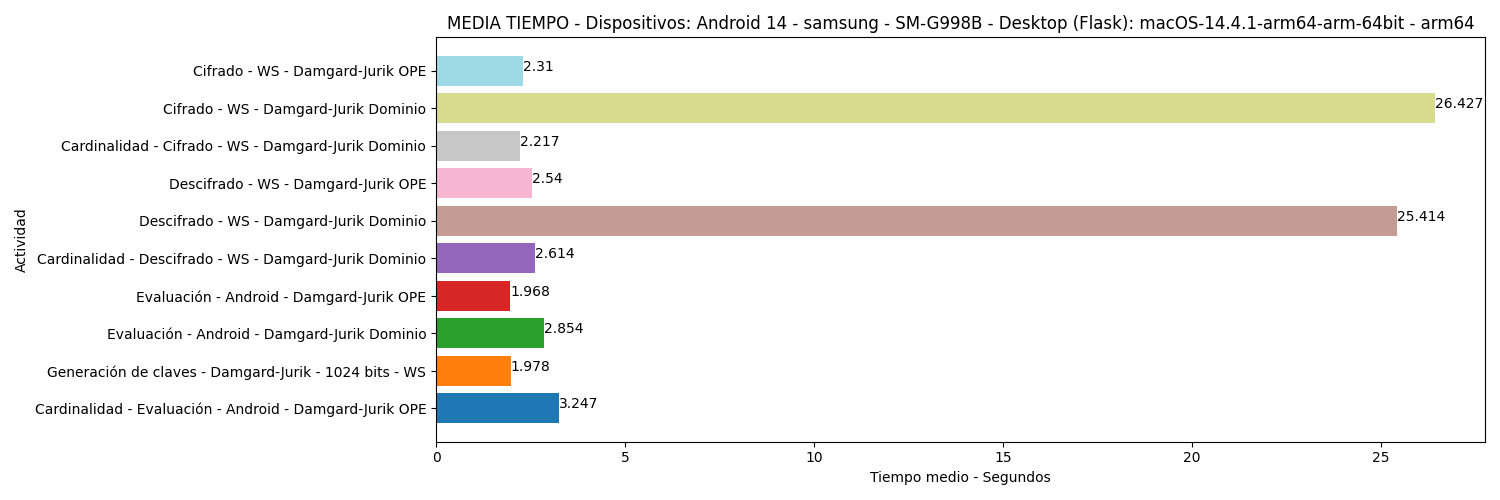 MEDIA TIEMPO - Dispositivos: Android 14 - samsung - SM-G998B - Desktop (Flask): macOS-14.4.1-arm64-arm-64bit - arm64
Cifrado - WS - Damgard-Jurik OPE 2.31
Cifrado - WS - Damgard-Jurik Dominio 26.427
Cardinalidad - Cifrado - WS - Damgard-Jurik Dominio 2.217
Descifrado - WS - Damgard-Jurik OPE 2.54
Descifrado - WS - Damgard-Jurik Dominio 25.414
Cardinalidad - Descifrado - WS - Damgard-Jurik Dominio 2.614
Evaluación - Android - Damgard-Jurik OPE 1.968
Evaluación - Android - Damgard-Jurik Dominio 2.854
Generación de claves - Damgard-Jurik - 1024 bits - WS 1.978
Cardinalidad - Evaluación - Android - Damgard-Jurik OPE 3.247
Actividad
0 5 10 15 20 25
Tiempo medio - Segundos